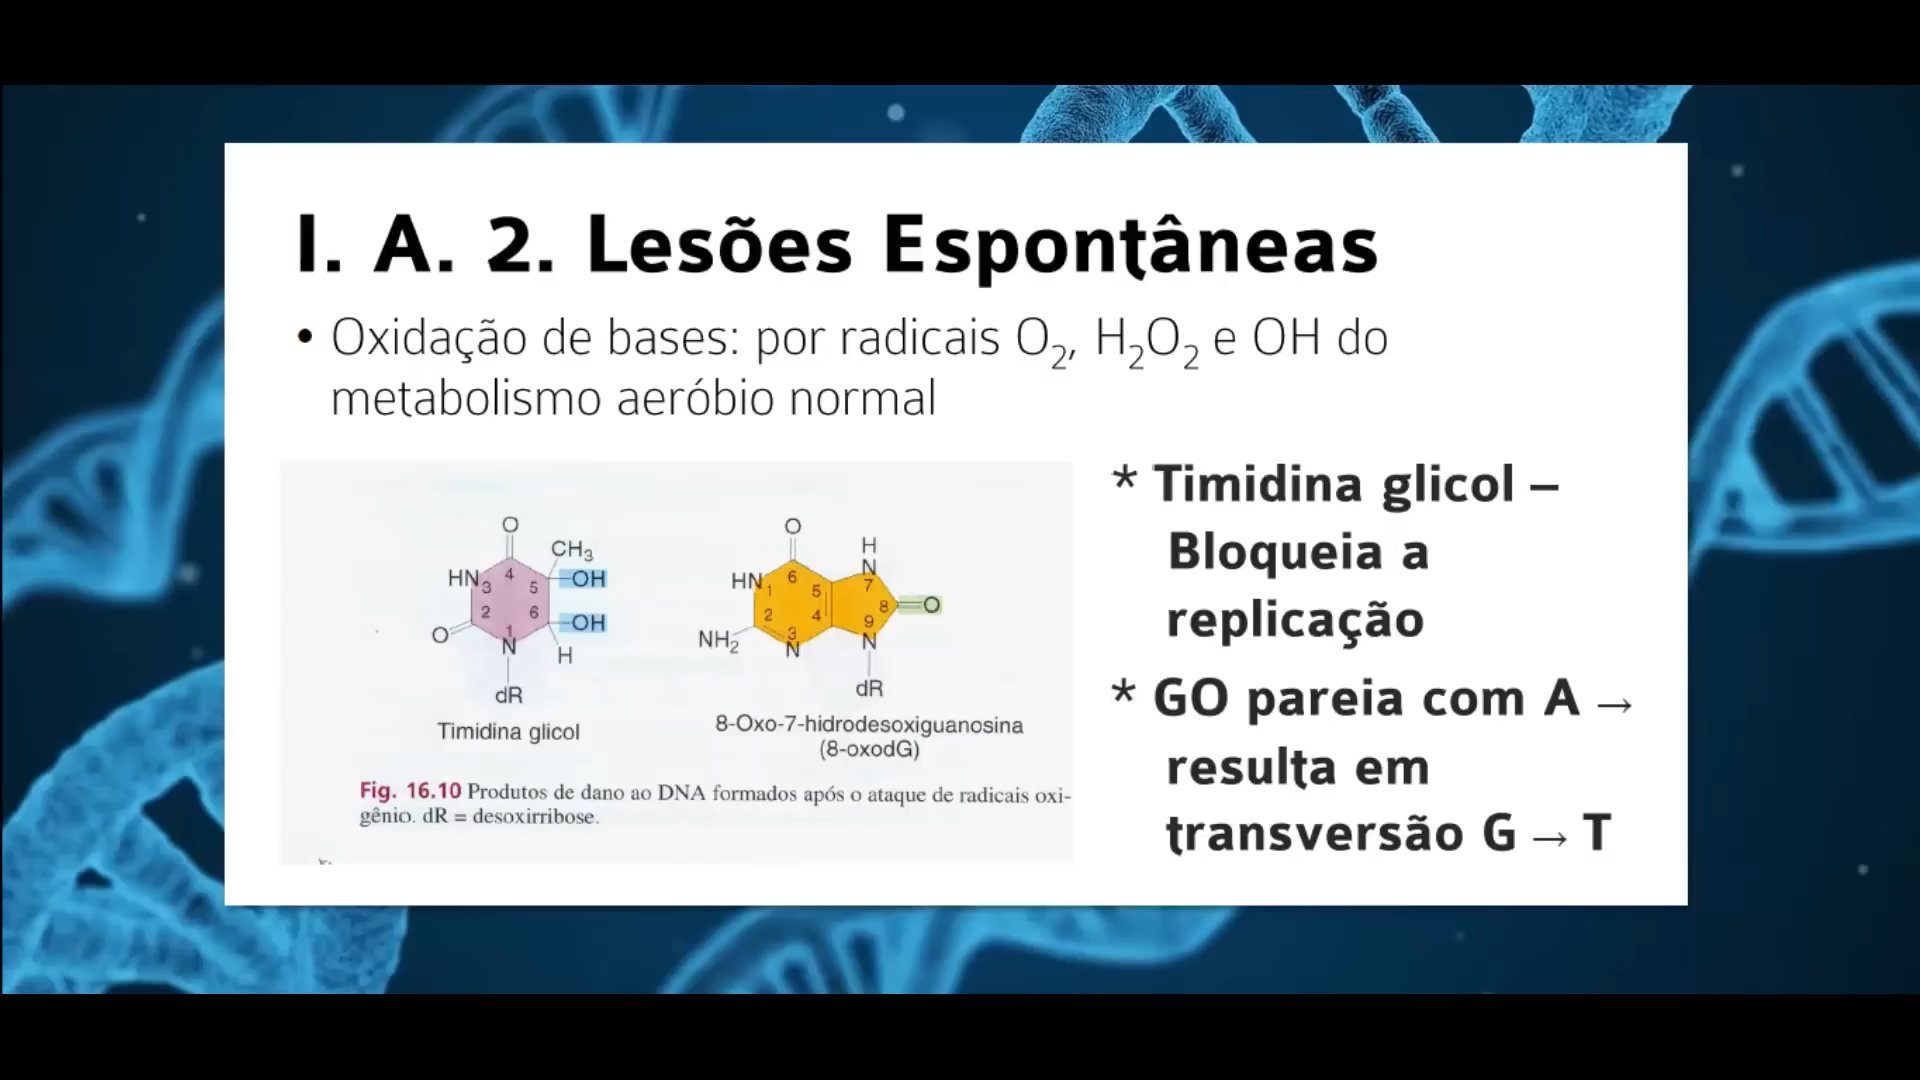 I. A. 2. Lesões Espontâneas
• Oxidação de bases: por radicais O₂, H₂O₂ e OH do
metabolismo aeróbio normal
O
CH₃
HN
3
4
5
OH
2
6
OH
O
1
N
H
dR
Timidina glicol
O
H
HN
1
6
5
N
7
2
4
8
O
NH₂
3
N
9
N
dR
8-Oxo-7-hidrodesoxiguanosina
(8-oxodG)
Fig. 16.10 Produtos de dano ao DNA formados após o ataque de radicais oxi-
gênio. dR = desoxirribose.
* Timidina glicol –
Bloqueia a
replicação
* GO pareia com A →
resulta em
transversão G → T